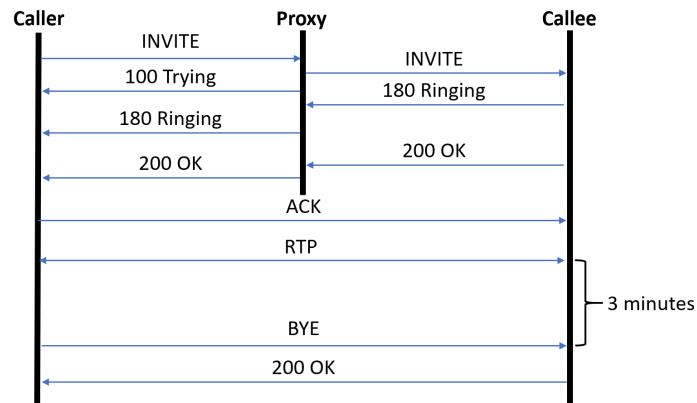 Caller
Proxy
Callee
INVITE
INVITE
100 Trying
180 Ringing
180 Ringing
200 OK
200 OK
ACK
RTP
3 minutes
BYE
200 OK